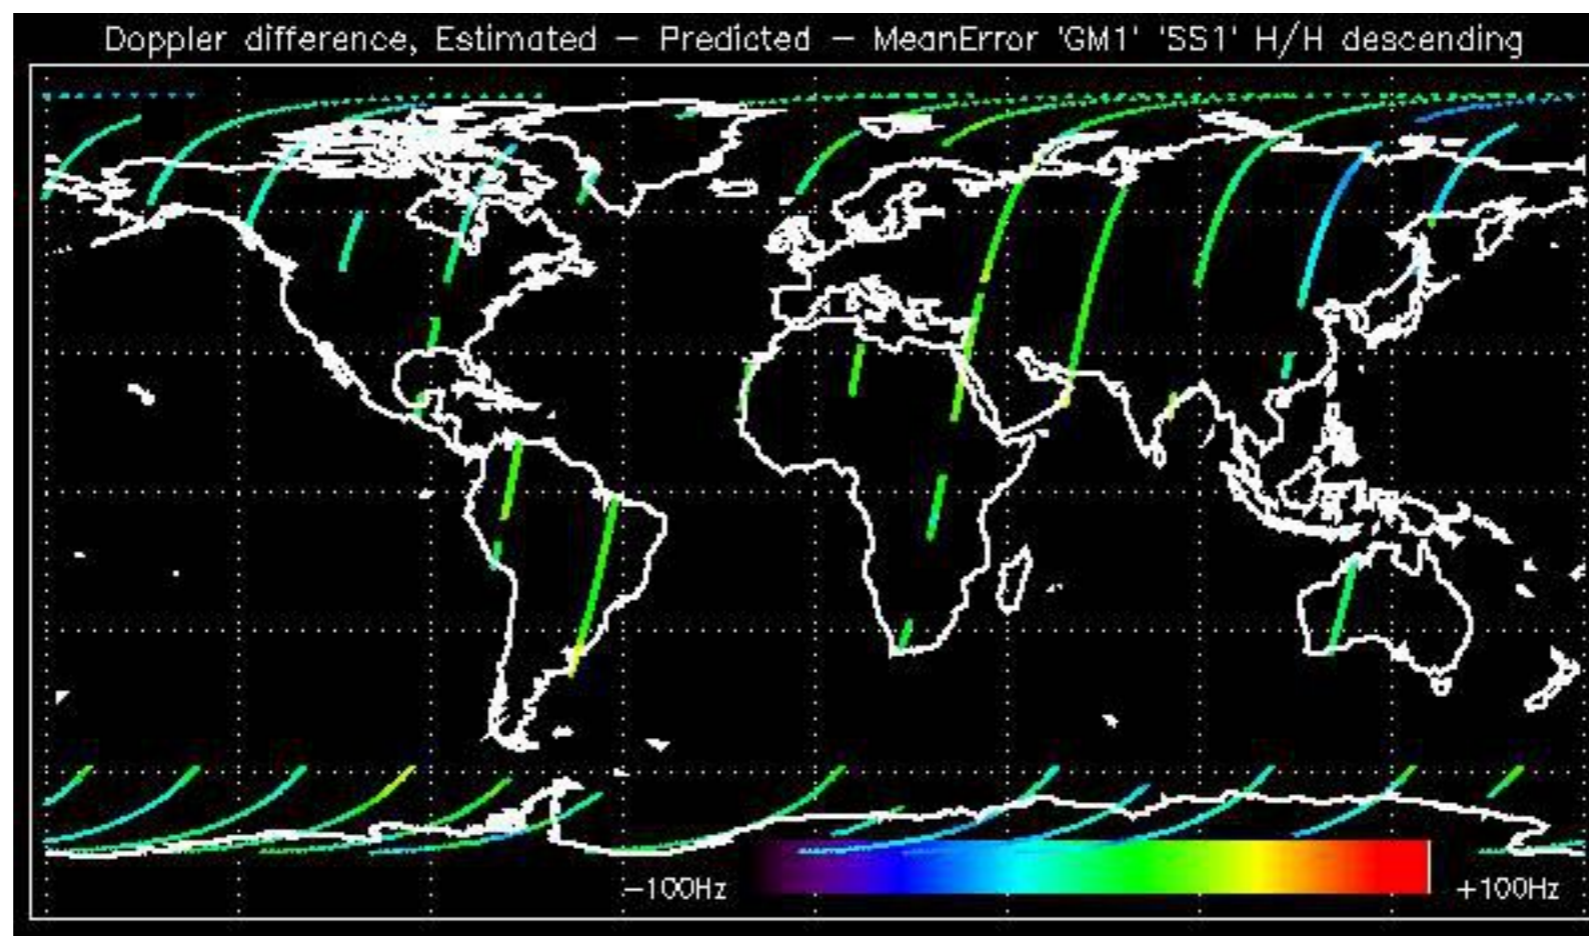 Doppler difference, Estimated – Predicted – MeanError 'GM1' 'SS1' H/H descending
–100Hz
+100Hz